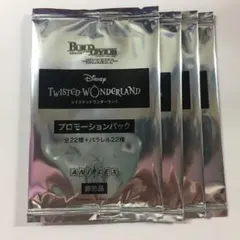 BUILD DIVIDE
Disney
TWISTED-WONDERLAND
ツイステッドワンダーランド
プロモーションパック
全22種+パラレル22種
ANIPLEX
非売品